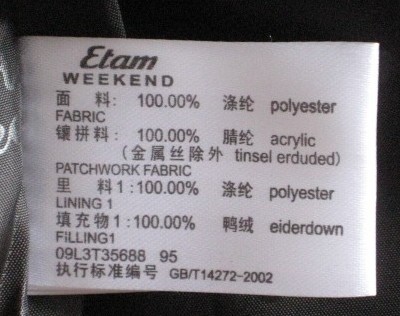 Etam
WEEKEND
面 料: 100.00% 涤纶 polyester
FABRIC
镶拼料: 100.00% 腈纶 acrylic
(金属丝除外 tinsel erduded)
PATCHWORK FABRIC
里 料1:100.00% 涤纶 polyester
LINING 1
填充物1:100.00% 鸭绒 eiderdown
FILLING1
09L3T35688 95
执行标准编号 GB/T14272-2002